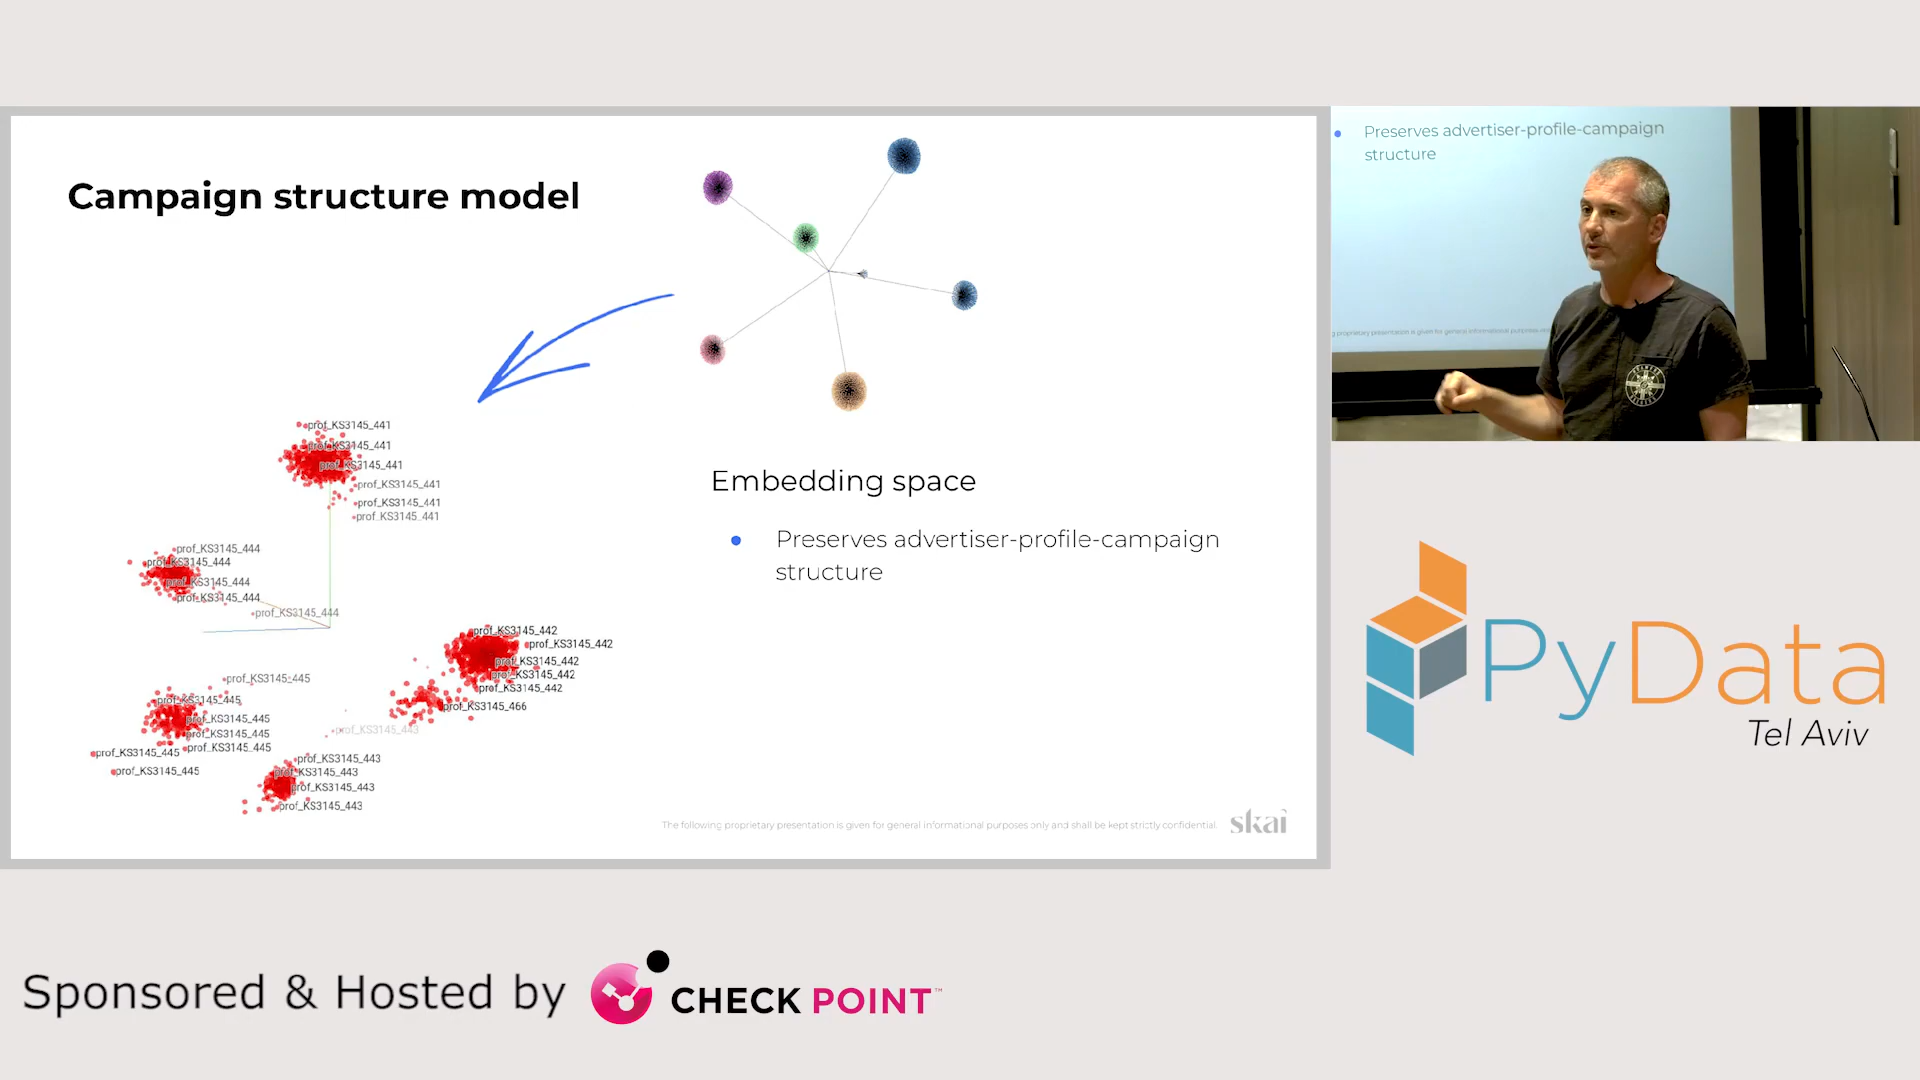 Campaign structure model
prof_KS3145_441
prof_KS3145_441
prof_KS3145_441
prof_KS3145_441
prof_KS3145_441
prof_KS3145_441
prof_KS3145_444
prof_KS3145_444
prof_KS3145_444
prof_KS3145_444
prof_KS3145_444
prof_KS3145_442
prof_KS3145_442
prof_KS3145_442
prof_KS3145_442
prof_KS3145_442
prof_KS3145_466
prof_KS3145_445
prof_KS3145_445
prof_KS3145_445
prof_KS3145_445
prof_KS3145_445
prof_KS3145_445
prof_KS3145_445
prof_KS3145_443
prof_KS3145_443
prof_KS3145_443
prof_KS3145_443
prof_KS3145_443
Embedding space
Preserves advertiser-profile-campaign
structure
The following proprietary presentation is given for general informational purposes only and shall be kept strictly confidential.
skai
Preserves advertiser-profile-campaign
structure
PyData
Tel Aviv
Sponsored & Hosted by
CHECK POINT™